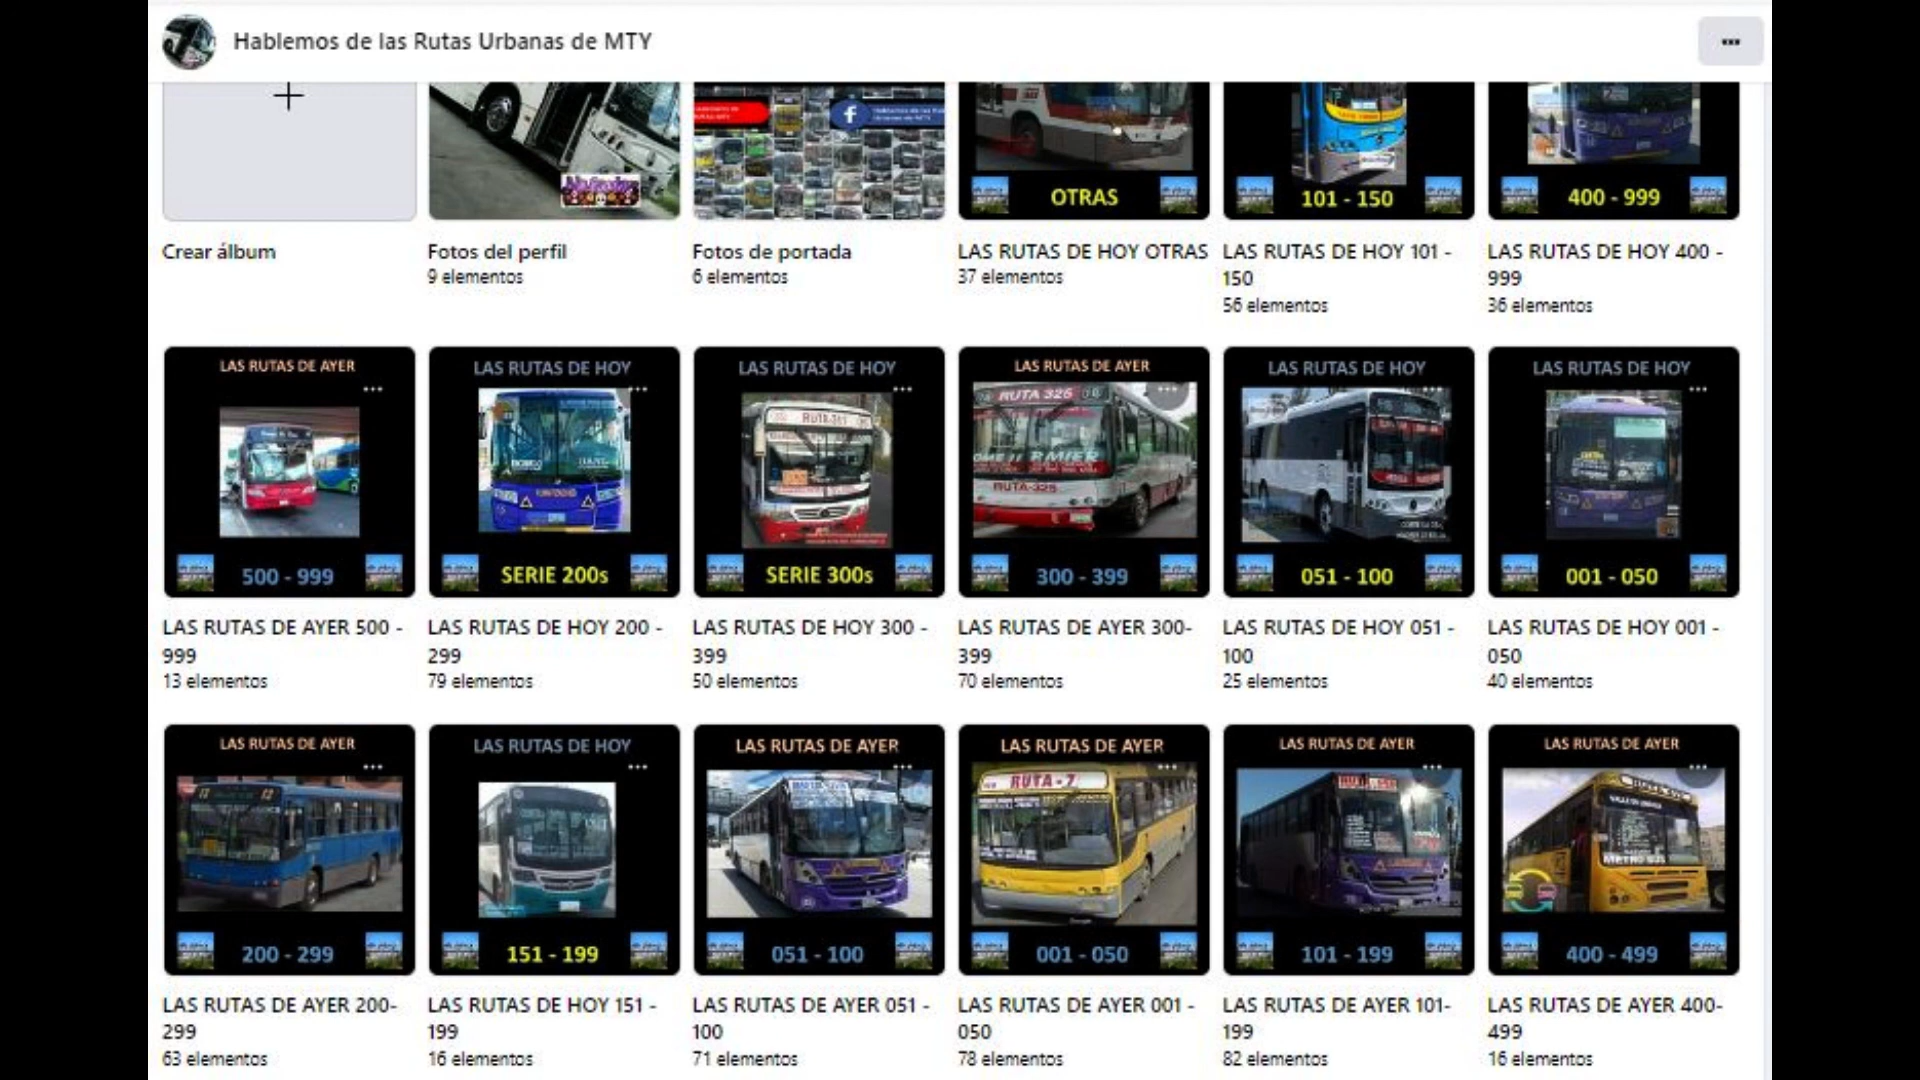 Hablemos de las Rutas Urbanas de MTY
OTRAS
101 - 150
400 - 999
Crear álbum
Fotos del perfil
9 elementos
Fotos de portada
6 elementos
LAS RUTAS DE HOY OTRAS
37 elementos
LAS RUTAS DE HOY 101 -
150
56 elementos
LAS RUTAS DE HOY 400 -
999
36 elementos
LAS RUTAS DE AYER
500 - 999
LAS RUTAS DE HOY
SERIE 200s
LAS RUTAS DE HOY
SERIE 300s
LAS RUTAS DE AYER
RUTA 325
RUTA-325
300 - 399
LAS RUTAS DE HOY
051 - 100
LAS RUTAS DE HOY
001 - 050
LAS RUTAS DE AYER 500 -
999
13 elementos
LAS RUTAS DE HOY 200 -
299
79 elementos
LAS RUTAS DE HOY 300 -
399
50 elementos
LAS RUTAS DE AYER 300-
399
70 elementos
LAS RUTAS DE HOY 051 -
100
25 elementos
LAS RUTAS DE HOY 001 -
050
40 elementos
LAS RUTAS DE AYER
200 - 299
LAS RUTAS DE HOY
151 - 199
LAS RUTAS DE AYER
051 - 100
LAS RUTAS DE AYER
RUTA-7
001 - 050
LAS RUTAS DE AYER
101 - 199
LAS RUTAS DE AYER
METRO BUS
400 - 499
LAS RUTAS DE AYER 200-
299
63 elementos
LAS RUTAS DE HOY 151 -
199
16 elementos
LAS RUTAS DE AYER 051 -
100
71 elementos
LAS RUTAS DE AYER 001 -
050
78 elementos
LAS RUTAS DE AYER 101-
199
82 elementos
LAS RUTAS DE AYER 400-
499
16 elementos